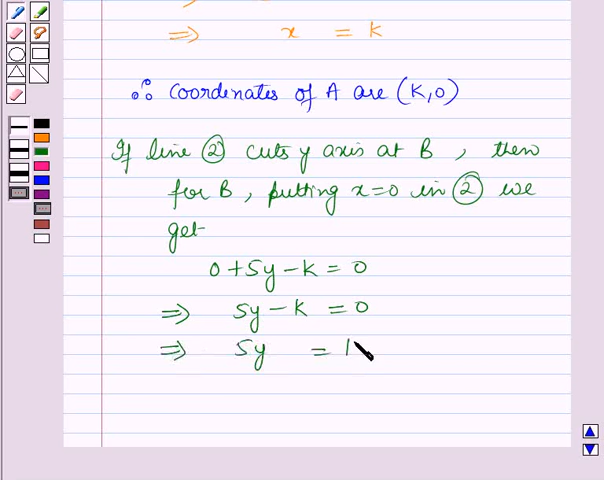 ⇒ x = k
∴ Coordinates of A are (K,0)
If line ② cuts y axis at B, then
for B, putting x=0 in ② we
get
0 + 5y - k = 0
⇒ 5y - k = 0
⇒ 5y =